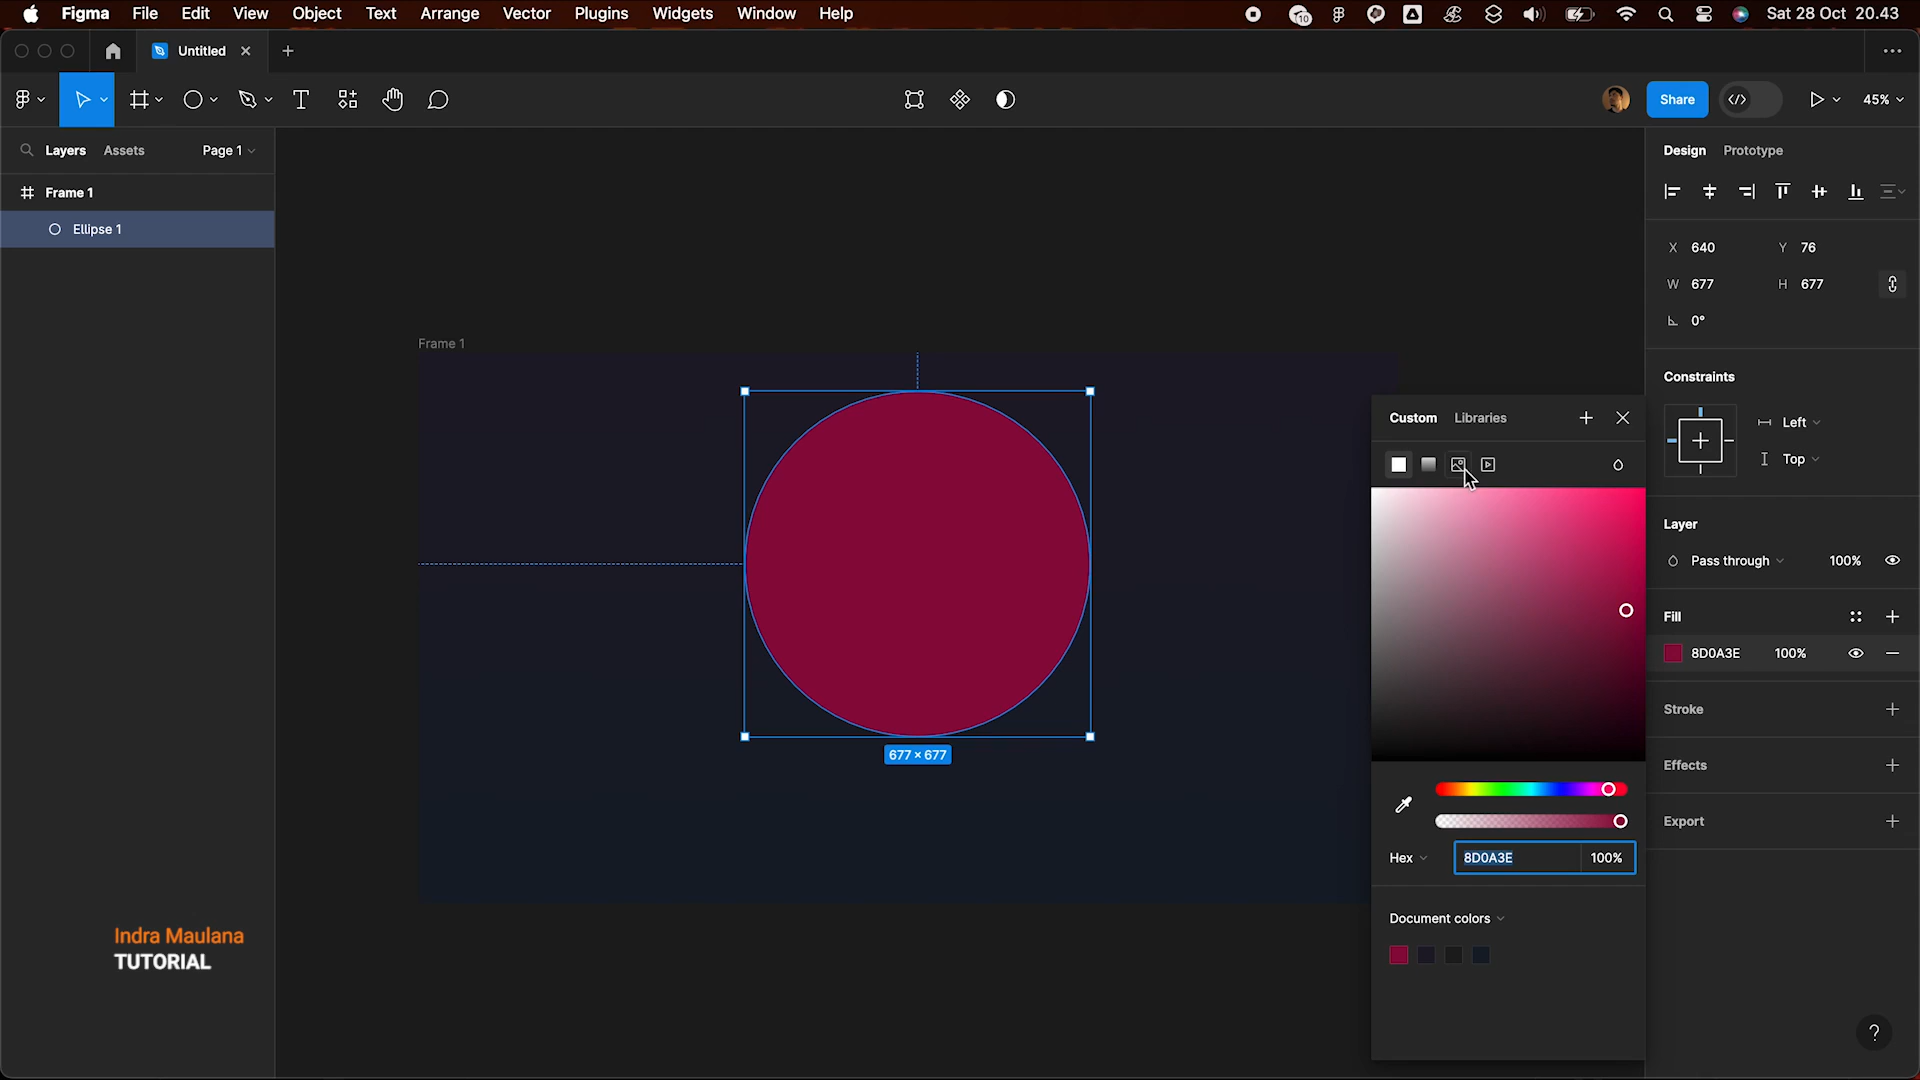 Figma File Edit View Object Text Arrange Vector Plugins Widgets Window Help
10
Sat 28 Oct 20.43
Untitled
Share
45%
Layers Assets Page 1
Frame 1
Ellipse 1
Frame 1
677 × 677
Indra Maulana
TUTORIAL
Custom Libraries
Hex 8D0A3E 100%
Document colors
Design Prototype
X 640 Y 76
W 677 H 677
0°
Constraints
Left
Top
Layer
Pass through 100%
Fill
8D0A3E 100%
Stroke
Effects
Export
?